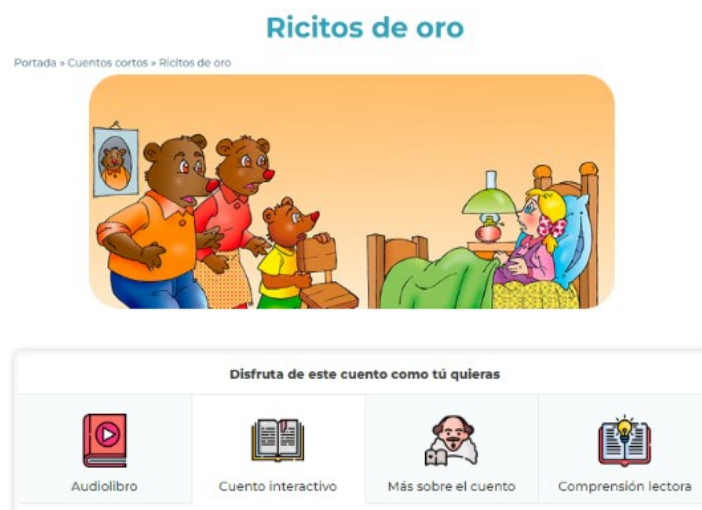 Ricitos de oro
Portada » Cuentos cortos » Ricitos de oro
Disfruta de este cuento como tú quieras
Audiolibro
Cuento interactivo
Más sobre el cuento
Comprensión lectora